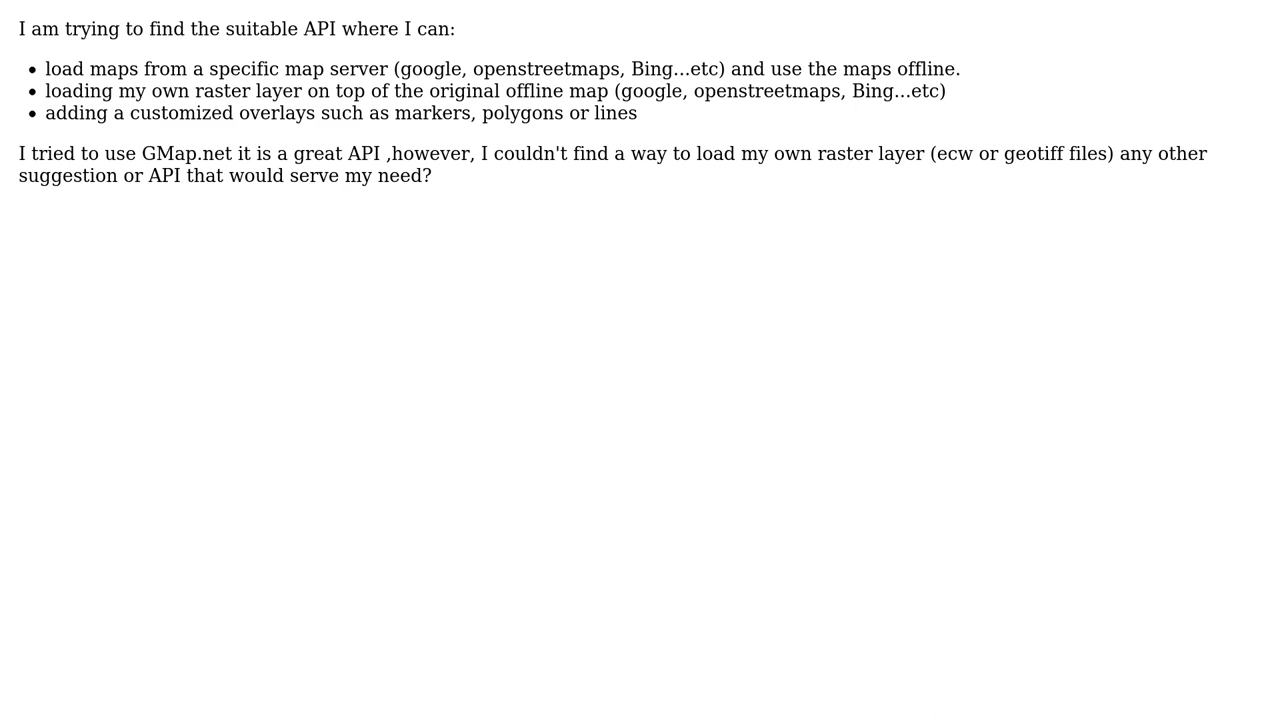 I am trying to find the suitable API where I can:
• load maps from a specific map server (google, openstreetmaps, Bing...etc) and use the maps offline.
• loading my own raster layer on top of the original offline map (google, openstreetmaps, Bing...etc)
• adding a customized overlays such as markers, polygons or lines
I tried to use GMap.net it is a great API ,however, I couldn't find a way to load my own raster layer (ecw or geotiff files) any other
suggestion or API that would serve my need?